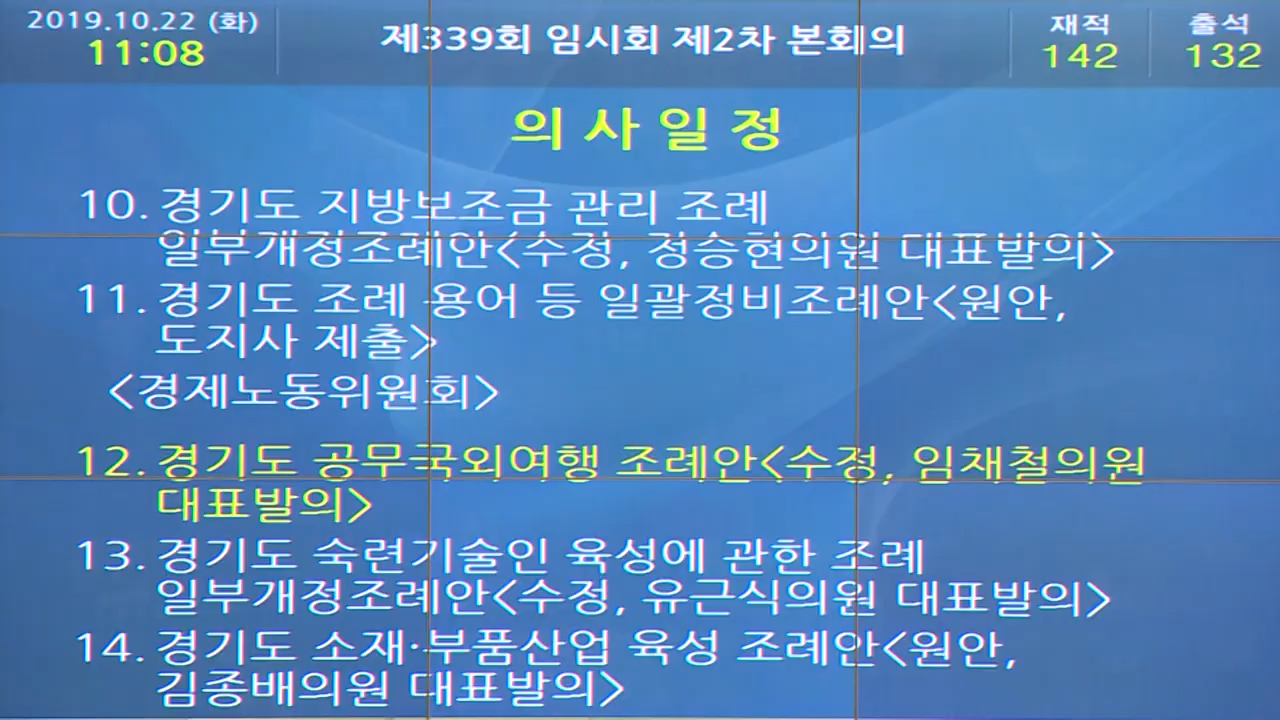 2019.10.22 (화)
11:08
제339회 임시회 제2차 본회의
재적
142
출석
132
의사일정
10. 경기도 지방보조금 관리 조례
일부개정조례안<수정, 정승현의원 대표발의>
11. 경기도 조례 용어 등 일괄정비조례안<원안,
도지사 제출>
<경제노동위원회>
12. 경기도 공무국외여행 조례안<수정, 임채철의원
대표발의>
13. 경기도 숙련기술인 육성에 관한 조례
일부개정조례안<수정, 유근식의원 대표발의>
14. 경기도 소재·부품산업 육성 조례안<원안,
김종배의원 대표발의>